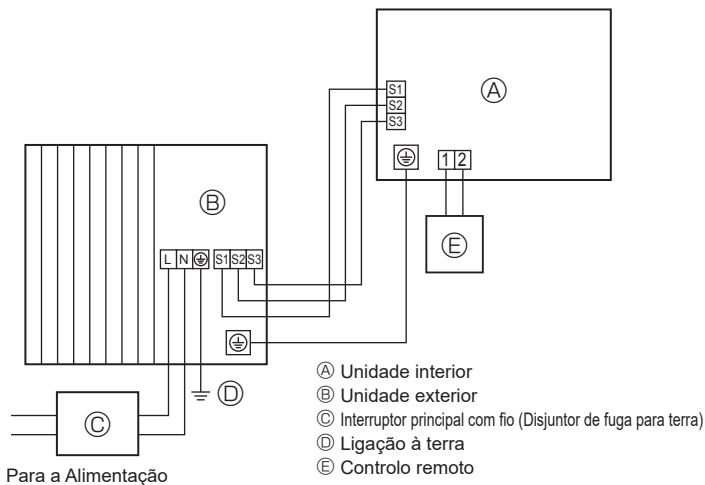 S1
S2
S3
Ⓐ
1 2
Ⓑ
L N S1 S2 S3
Ⓔ
Ⓓ
Ⓒ
Para a Alimentação
Ⓐ Unidade interior
Ⓑ Unidade exterior
Ⓒ Interruptor principal com fio (Disjuntor de fuga para terra)
Ⓓ Ligação à terra
Ⓔ Controlo remoto